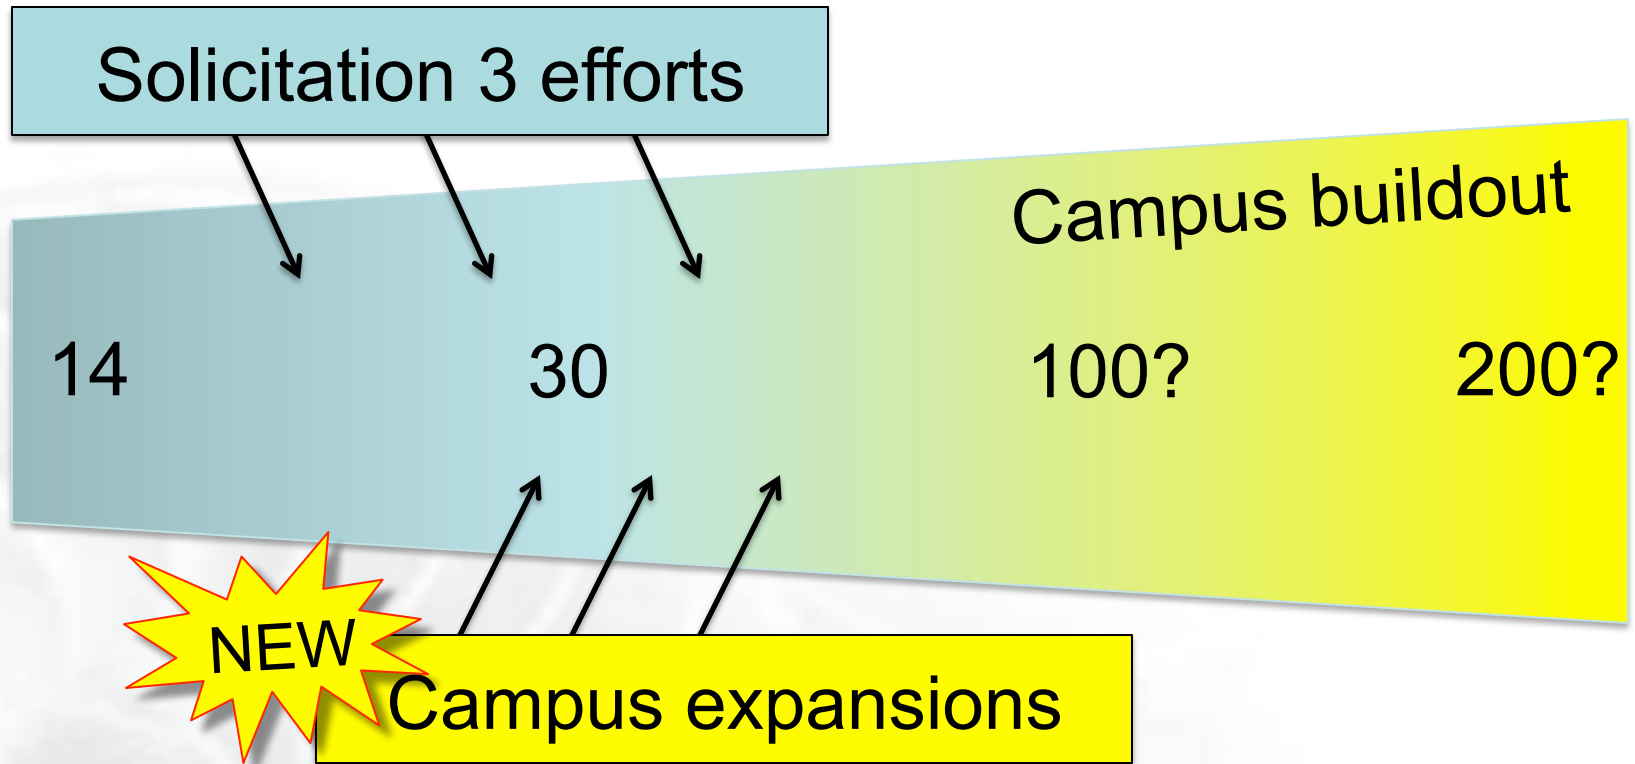 Solicitation 3 efforts
Campus buildout
14 30 100? 200?
NEW
Campus expansions